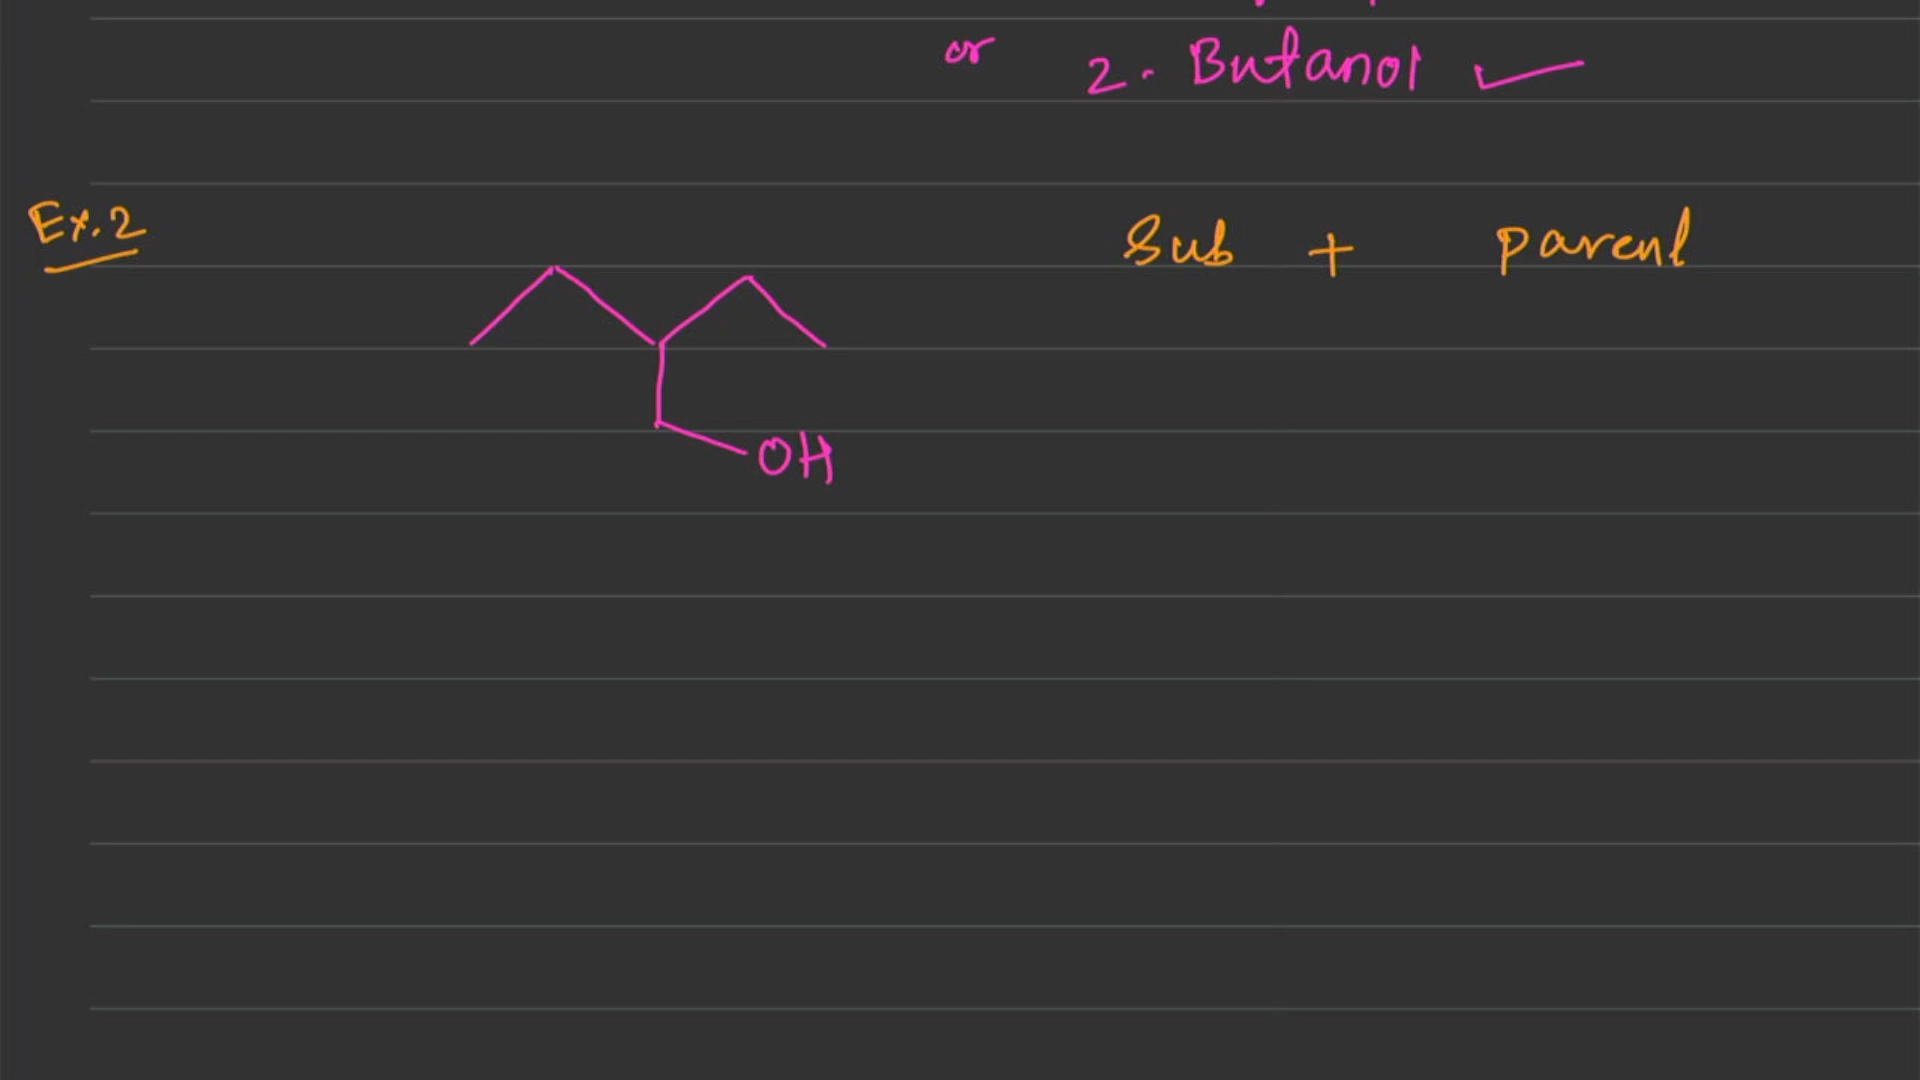 or 2-Butanol ✓
Ex.2
Sub + parent
OH